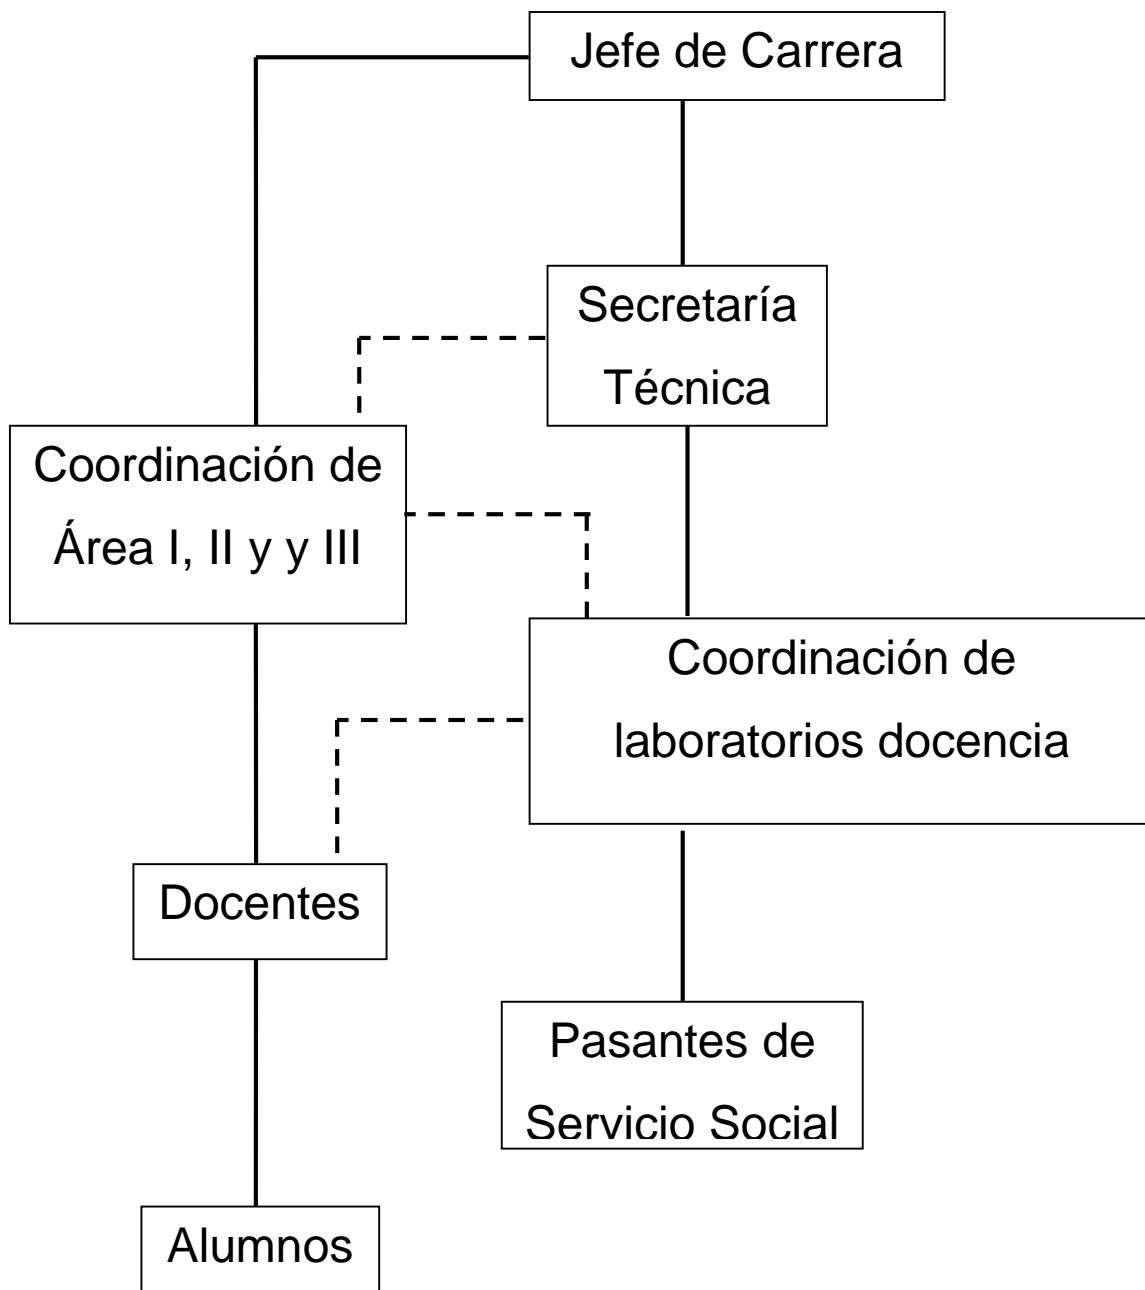 Jefe de Carrera
Secretaría
Técnica
Coordinación de
Área I, II y y III
Coordinación de
laboratorios docencia
Docentes
Pasantes de
Servicio Social
Alumnos